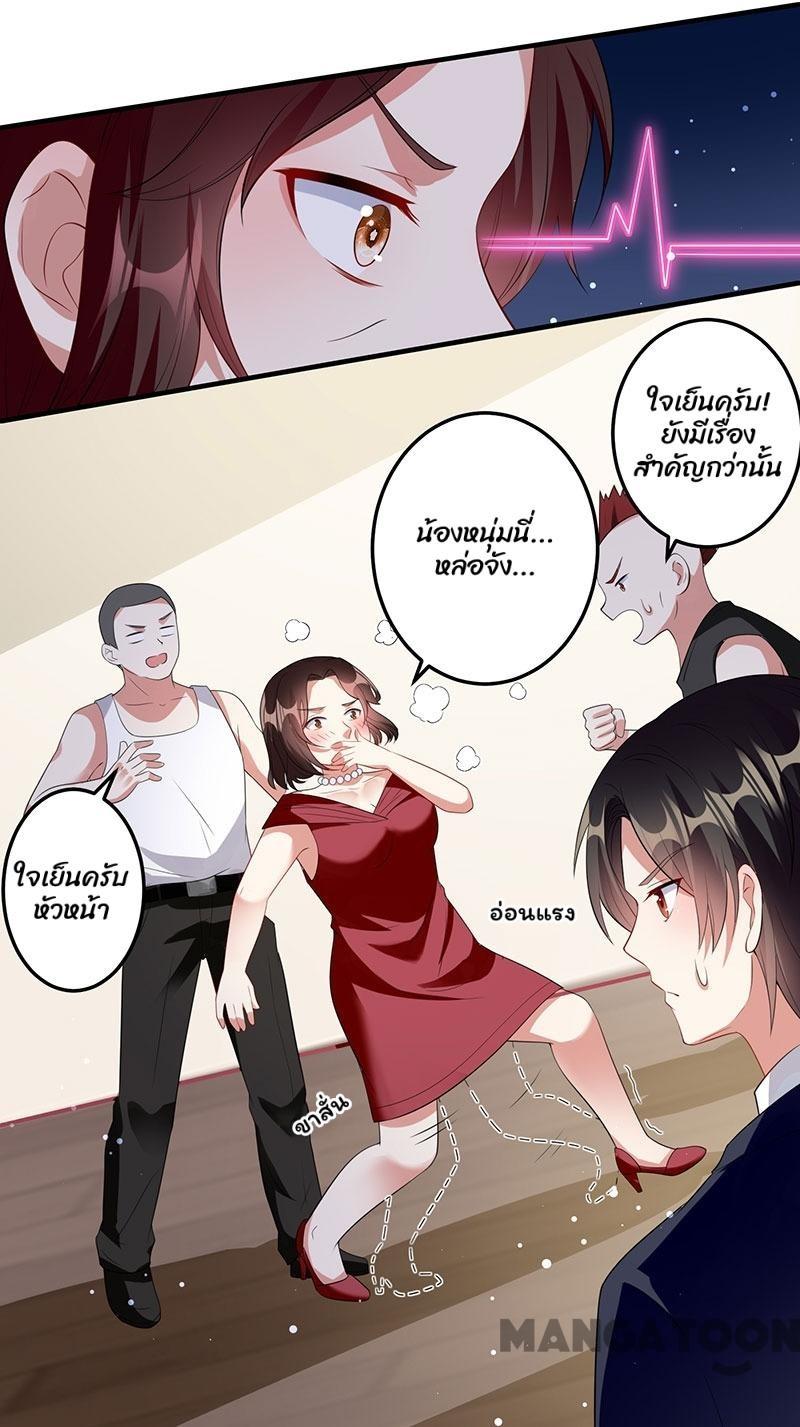 ใจเย็นครับ!
ยังมีเรื่อง
สำคัญกว่านั้น
น้องหนุ่มนี่...
หล่อจัง...
ใจเย็นครับ
หัวหน้า
อ่อนแรง
ขาสั่น
MANGATOON